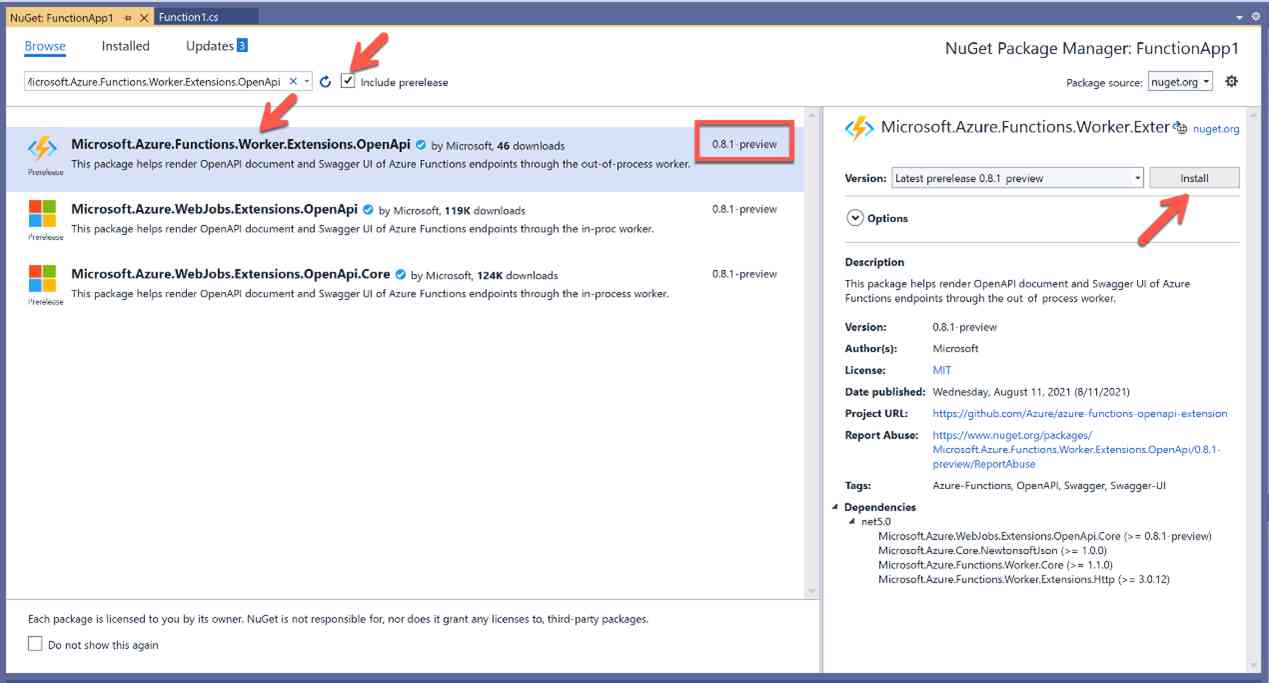 NuGet: FunctionApp1
Function1.cs
Browse
Installed
Updates 3
NuGet Package Manager: FunctionApp1
Microsoft.Azure.Functions.Worker.Extensions.OpenApi
Include prerelease
Package source: nuget.org
Microsoft.Azure.Functions.Worker.Extensions.OpenApi by Microsoft, 46 downloads
0.8.1-preview
This package helps render OpenAPI document and Swagger UI of Azure Functions endpoints through the out-of-process worker.
Prerelease
Microsoft.Azure.WebJobs.Extensions.OpenApi by Microsoft, 119K downloads
0.8.1-preview
This package helps render OpenAPI document and Swagger UI of Azure Functions endpoints through the in-proc worker.
Prerelease
Microsoft.Azure.WebJobs.Extensions.OpenApi.Core by Microsoft, 124K downloads
0.8.1-preview
This package helps render OpenAPI document and Swagger UI of Azure Functions endpoints through the in-process worker.
Prerelease
Each package is licensed to you by its owner. NuGet is not responsible for, nor does it grant any licenses to, third-party packages.
Do not show this again
Microsoft.Azure.Functions.Worker.Exter
nuget.org
Version: Latest prerelease 0.8.1 preview
Install
Options
Description
This package helps render OpenAPI document and Swagger UI of Azure
Functions endpoints through the out of process worker.
Version: 0.8.1-preview
Author(s): Microsoft
License: MIT
Date published: Wednesday, August 11, 2021 (8/11/2021)
Project URL: https://github.com/Azure/azure-functions-openapi-extension
Report Abuse: https://www.nuget.org/packages/
Microsoft.Azure.Functions.Worker.Extensions.OpenApi/0.8.1-
preview/ReportAbuse
Tags: Azure-Functions, OpenAPI, Swagger, Swagger-UI
Dependencies
net5.0
Microsoft.Azure.WebJobs.Extensions.OpenApi.Core (>= 0.8.1-preview)
Microsoft.Azure.Core.NewtonsoftJson (>= 1.0.0)
Microsoft.Azure.Functions.Worker.Core (>= 1.1.0)
Microsoft.Azure.Functions.Worker.Extensions.Http (>= 3.0.12)